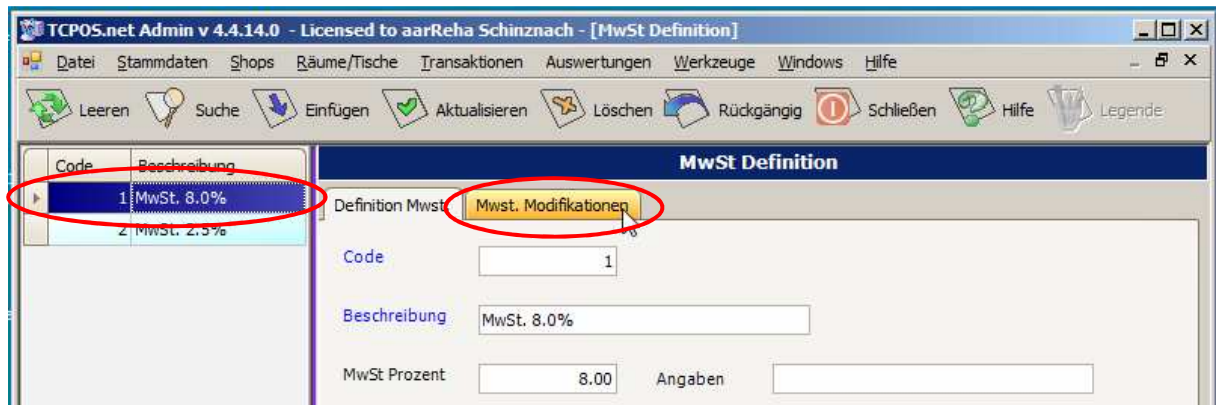 TCPOS.net Admin v 4.4.14.0 - Licensed to aarReha Schinznach - [MwSt Definition]
Datei Stammdaten Shops Räume/Tische Transaktionen Auswertungen Werkzeuge Windows Hilfe
Leeren Suche Einfügen Aktualisieren Löschen Rückgängig Schließen Hilfe Legende
Code Beschreibung
1 MwSt. 8.0%
2 MwSt. 2.5%
MwSt Definition
Definition Mwst. Mwst. Modifikationen
Code 1
Beschreibung MwSt. 8.0%
MwSt Prozent 8.00 Angaben